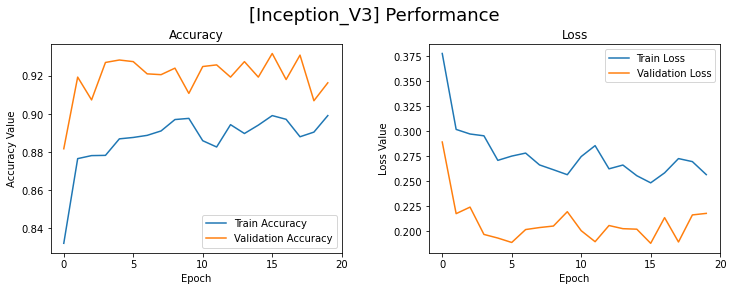 [Inception_V3] Performance
Accuracy
Accuracy Value
0.92
0.90
0.88
0.86
0.84
Train Accuracy
Validation Accuracy
0
5
10
15
20
Epoch
Loss
Loss Value
0.375
0.350
0.325
0.300
0.275
0.250
0.225
0.200
Train Loss
Validation Loss
0
5
10
15
20
Epoch